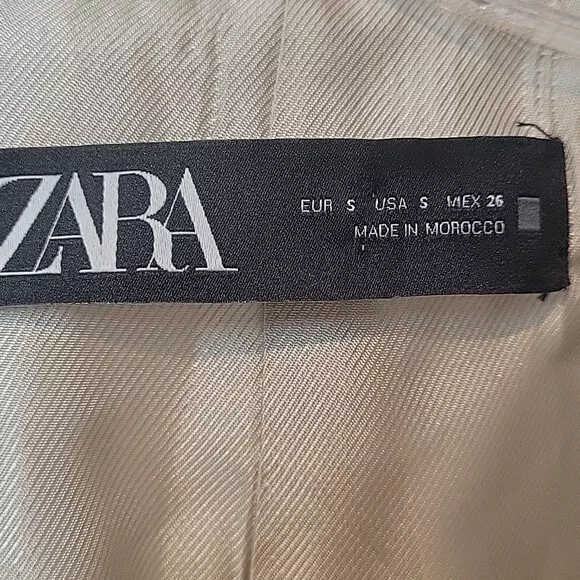 ZARA
EUR S USA S MEX 26
MADE IN MOROCCO